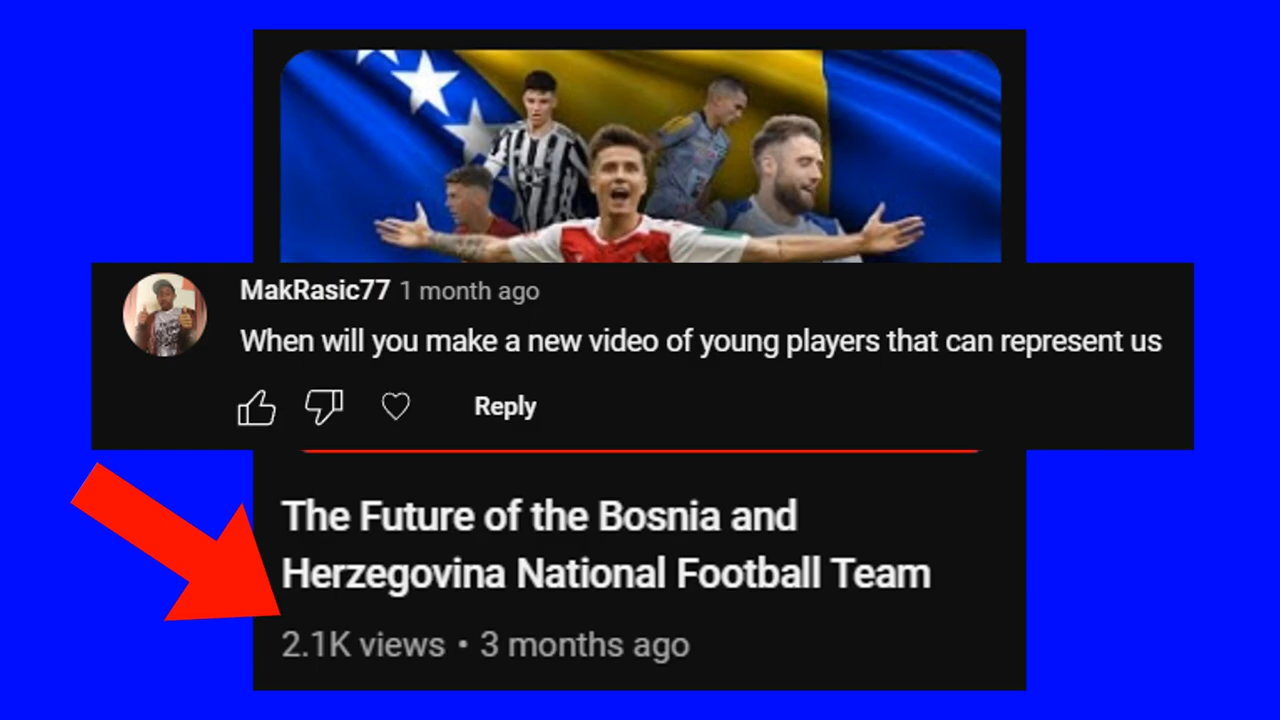 MakRasic77 1 month ago
When will you make a new video of young players that can represent us
Reply
The Future of the Bosnia and
Herzegovina National Football Team
2.1K views • 3 months ago